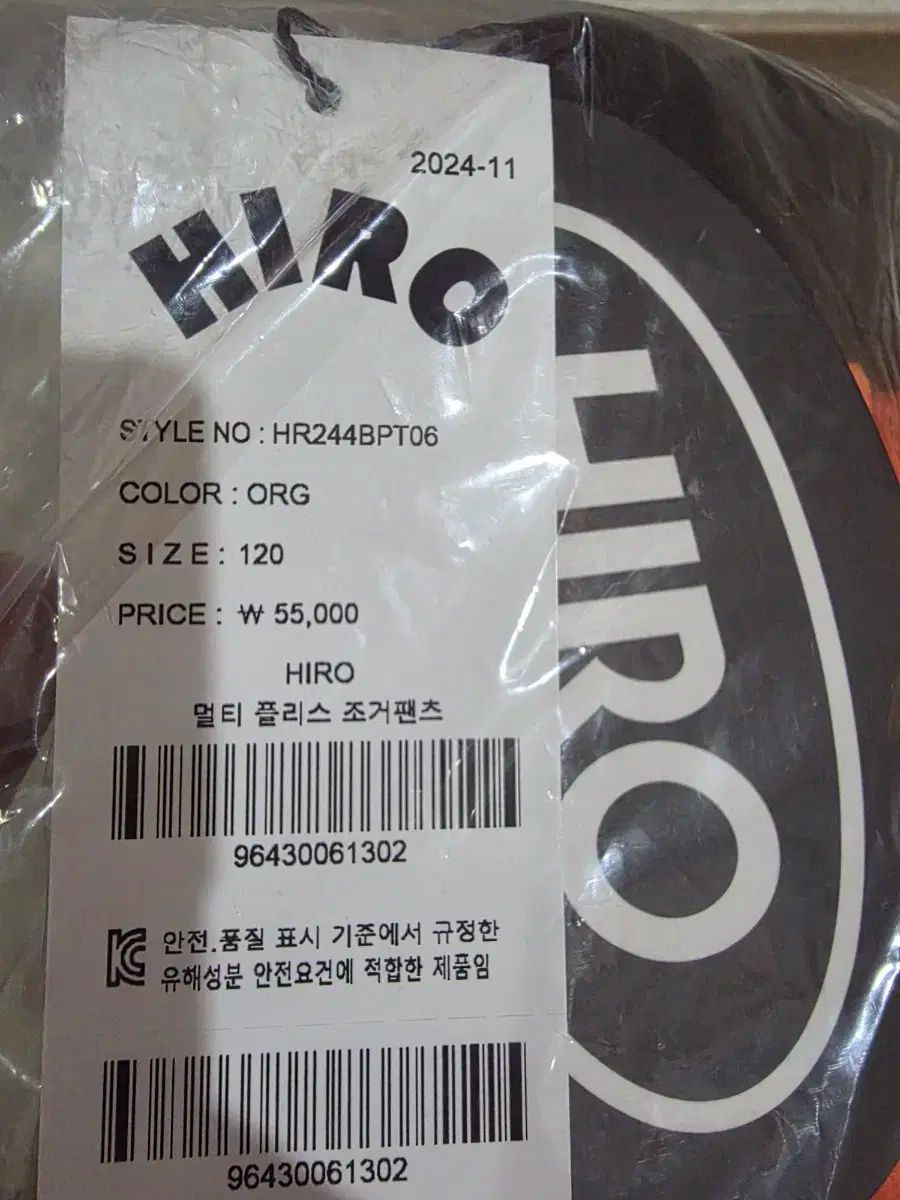 2024-11
HIRO
STYLE NO : HR244BPT06
COLOR : ORG
SIZE : 120
PRICE : ₩ 55,000
HIRO
멀티 플리스 조거팬츠
96430061302
안전.품질 표시 기준에서 규정한
유해성분 안전요건에 적합한 제품임
96430061302
HIRO